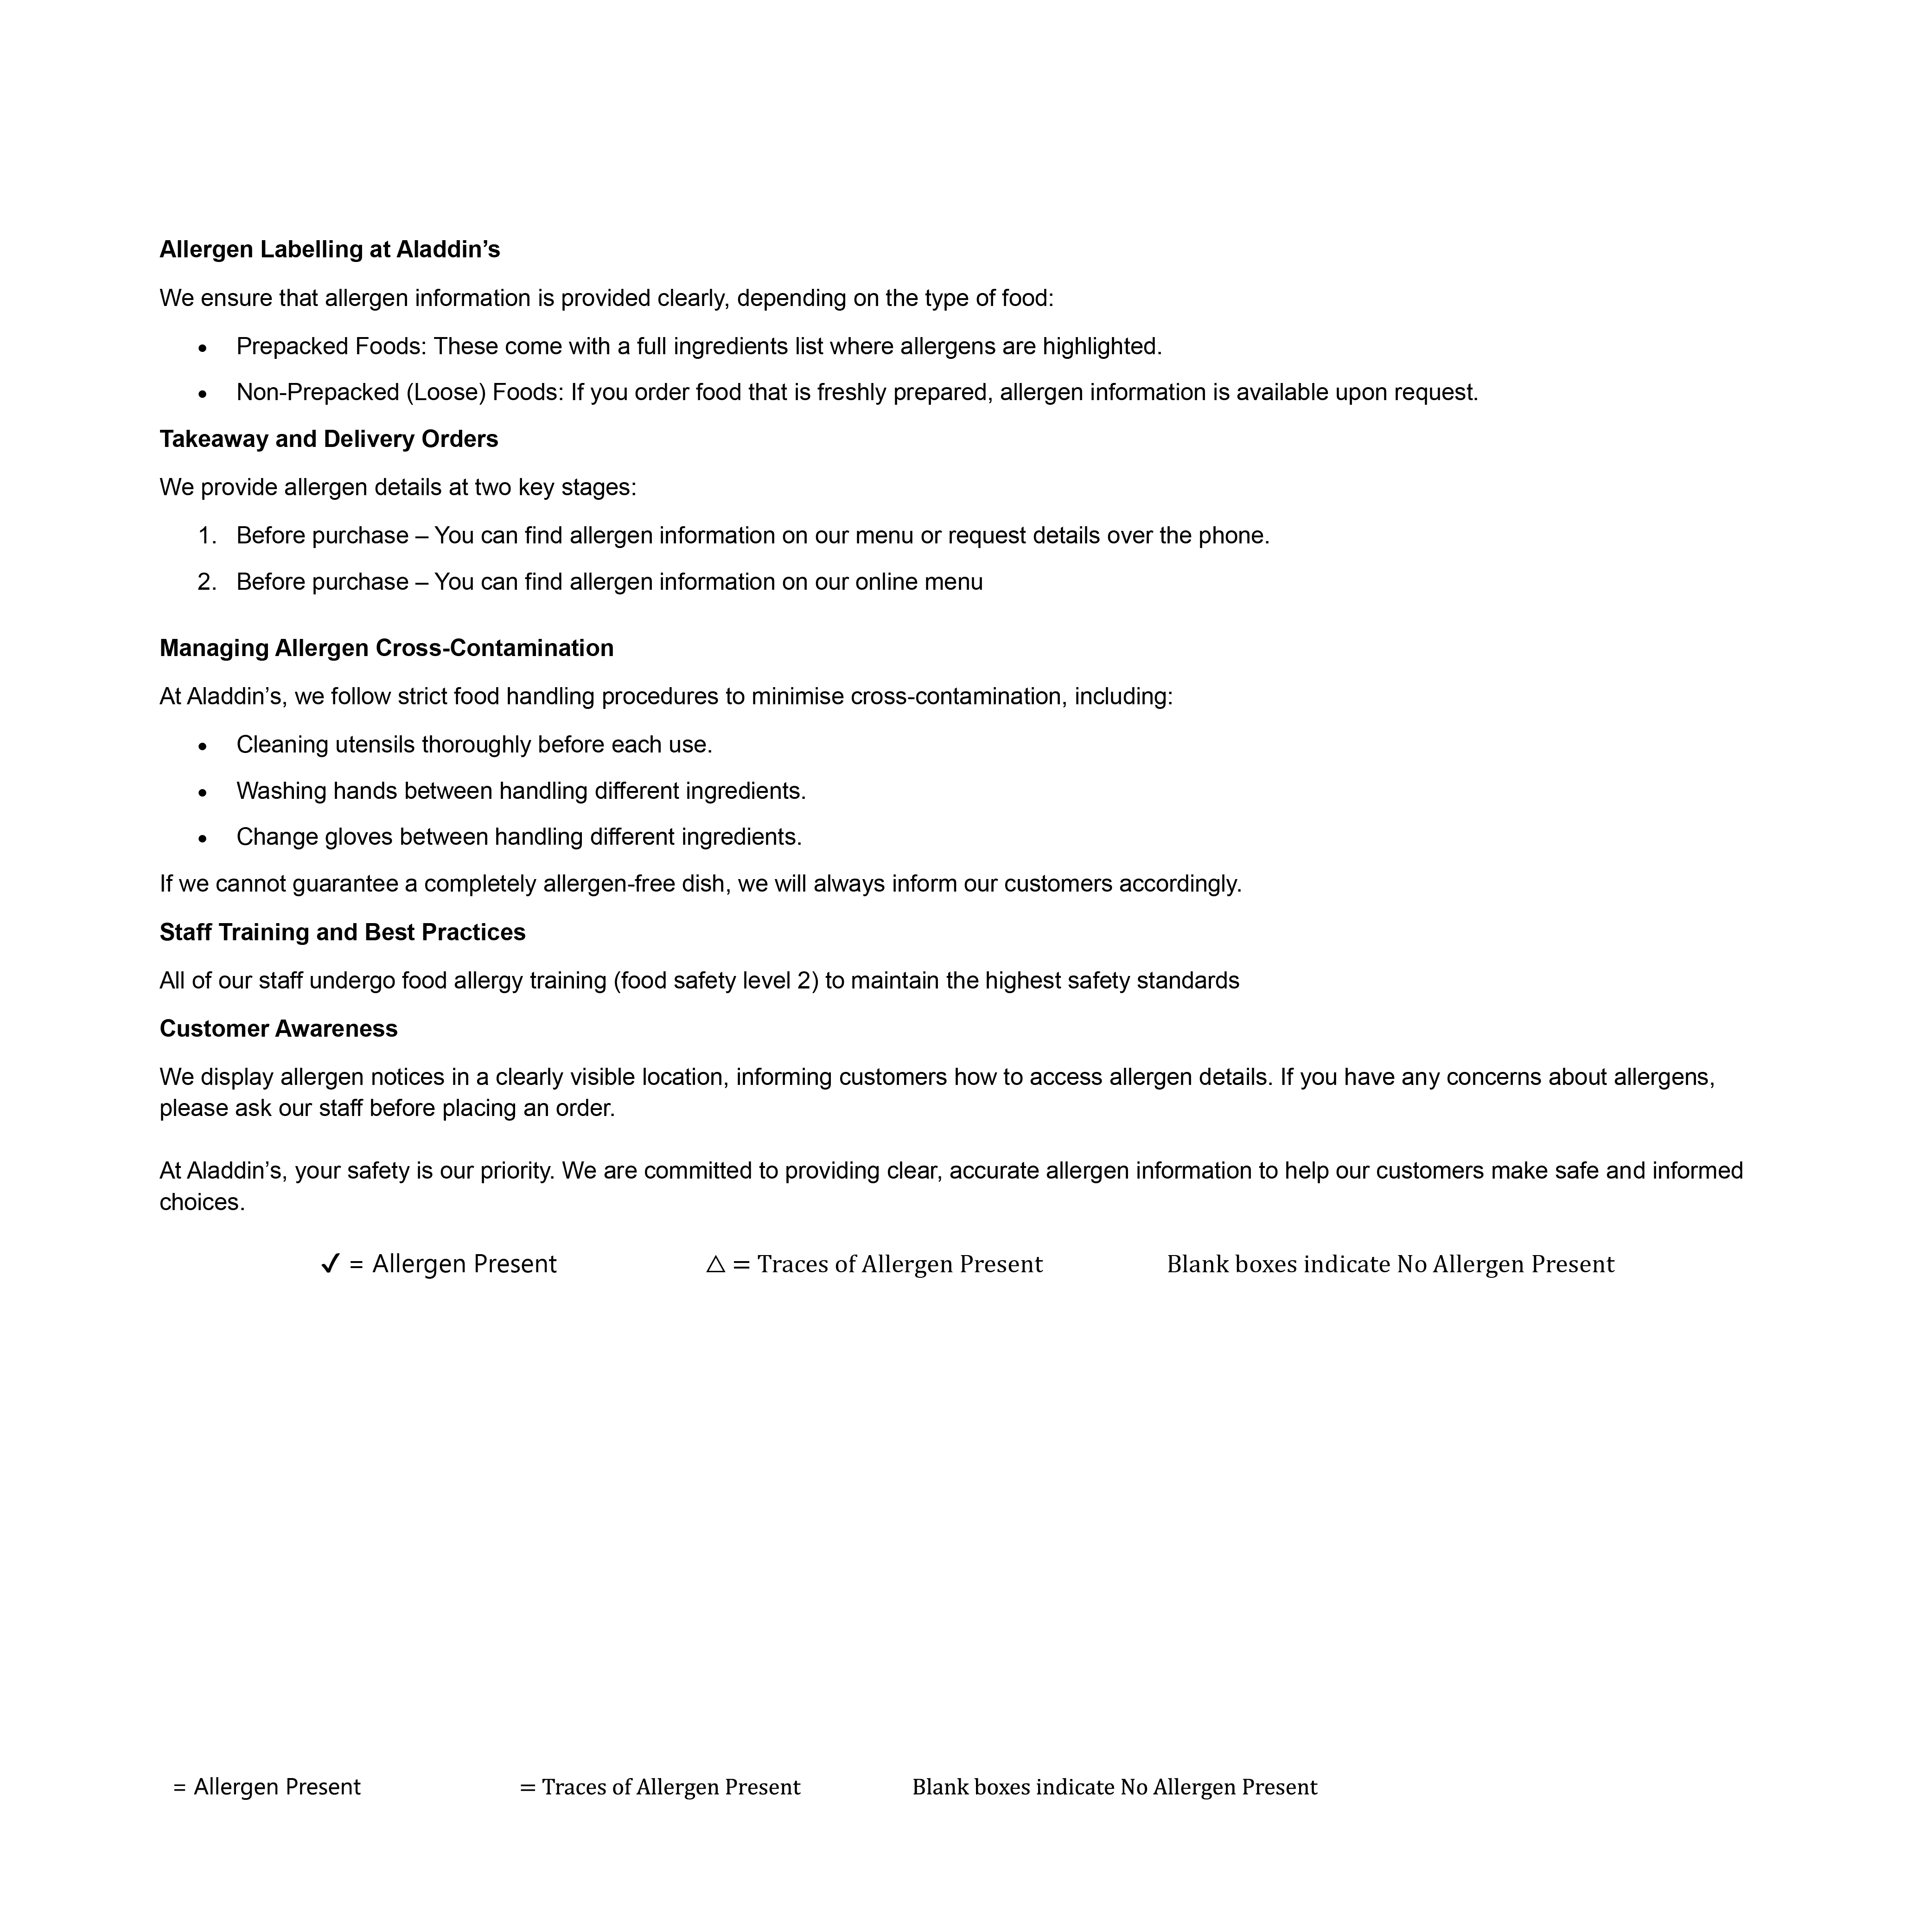 Allergen Labelling at Aladdin’s
We ensure that allergen information is provided clearly, depending on the type of food:
• Prepacked Foods: These come with a full ingredients list where allergens are highlighted.
• Non-Prepacked (Loose) Foods: If you order food that is freshly prepared, allergen information is available upon request.
Takeaway and Delivery Orders
We provide allergen details at two key stages:
1. Before purchase – You can find allergen information on our menu or request details over the phone.
2. Before purchase – You can find allergen information on our online menu
Managing Allergen Cross-Contamination
At Aladdin’s, we follow strict food handling procedures to minimise cross-contamination, including:
• Cleaning utensils thoroughly before each use.
• Washing hands between handling different ingredients.
• Change gloves between handling different ingredients.
If we cannot guarantee a completely allergen-free dish, we will always inform our customers accordingly.
Staff Training and Best Practices
All of our staff undergo food allergy training (food safety level 2) to maintain the highest safety standards
Customer Awareness
We display allergen notices in a clearly visible location, informing customers how to access allergen details. If you have any concerns about allergens,
please ask our staff before placing an order.
At Aladdin’s, your safety is our priority. We are committed to providing clear, accurate allergen information to help our customers make safe and informed
choices.
✓ = Allergen Present △ = Traces of Allergen Present Blank boxes indicate No Allergen Present
= Allergen Present = Traces of Allergen Present Blank boxes indicate No Allergen Present